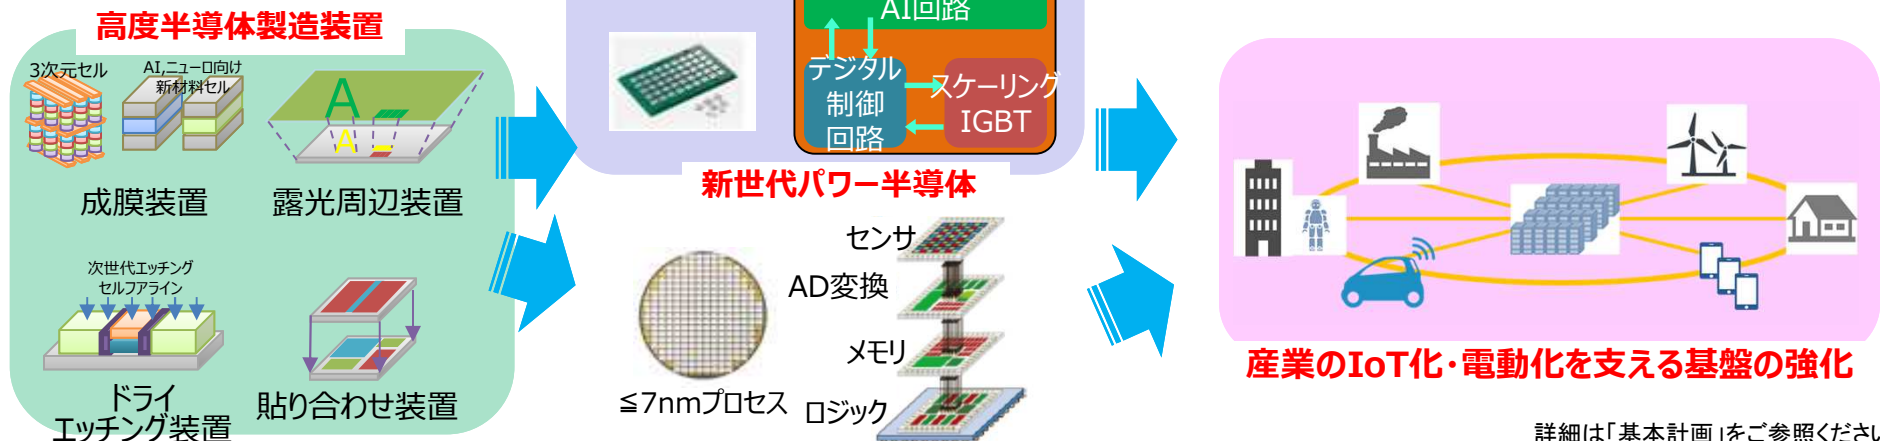 高度半導体製造装置
3次元セル
AI,ニューロ向け
新材料セル
A
A
成膜装置
露光周辺装置
次世代エッチング
セルフアライン
ドライ
エッチング装置
貼り合わせ装置
AI回路
デジタル
制御
回路
スケーリング
IGBT
新世代パワー半導体
センサ
AD変換
メモリ
ロジック
≦7nmプロセス
産業のIoT化・電動化を支える基盤の強化
詳細は「基本計画」をご参照ください